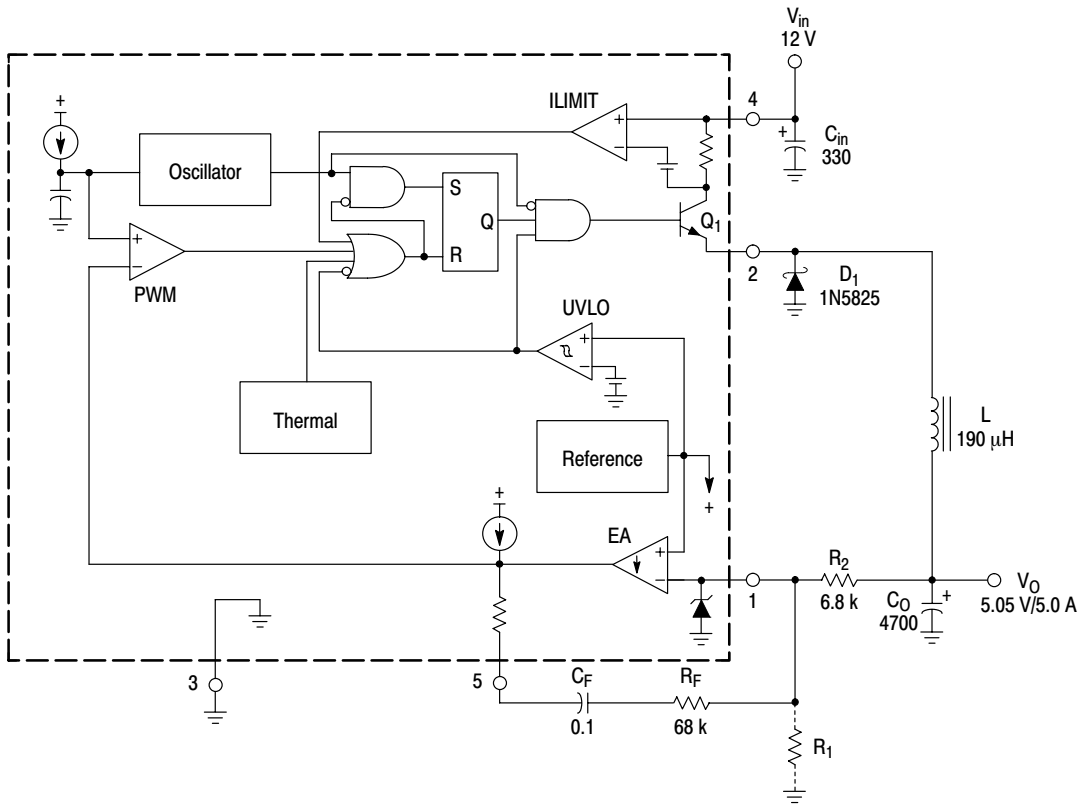 V_in
12 V
ILIMIT
4
+
C_in
330
+
-
+
Oscillator
S
Q
R
Q_1
+
-
PWM
2
D_1
1N5825
UVLO
+
-
Thermal
L
190 μH
Reference
+
+
EA
+
-
1
R_2
6.8 k
V_O
5.05 V/5.0 A
C_O
4700
+
3
5
C_F
0.1
R_F
68 k
R_1